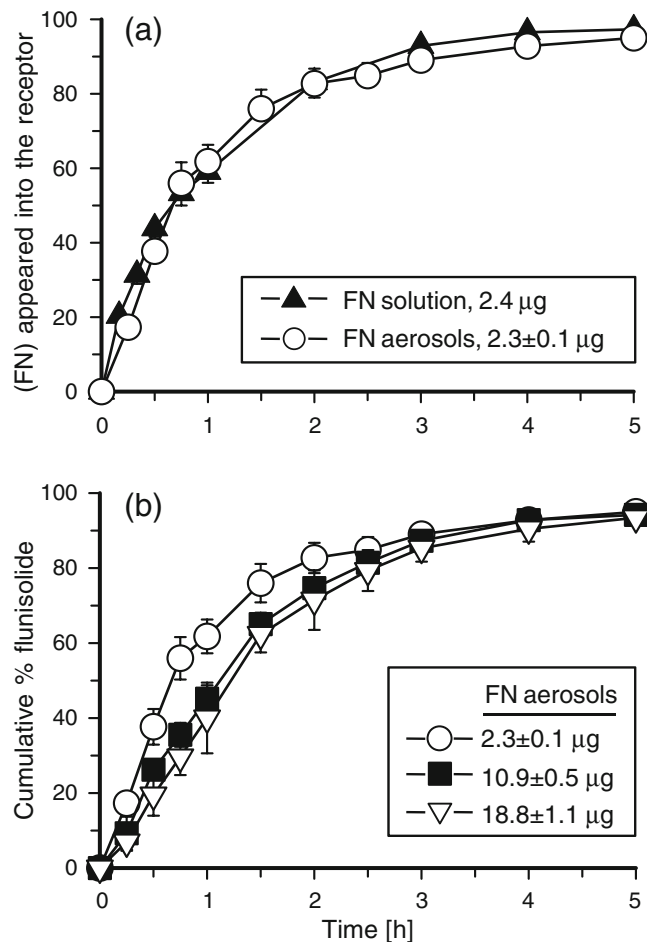 (a)
(FN) appeared into the receptor
100
80
60
40
20
0
FN solution, 2.4 μg
FN aerosols, 2.3±0.1 μg
0 1 2 3 4 5
(b)
Cumulative % flunisolide
100
80
60
40
20
0
FN aerosols
2.3±0.1 μg
10.9±0.5 μg
18.8±1.1 μg
0 1 2 3 4 5
Time [h]